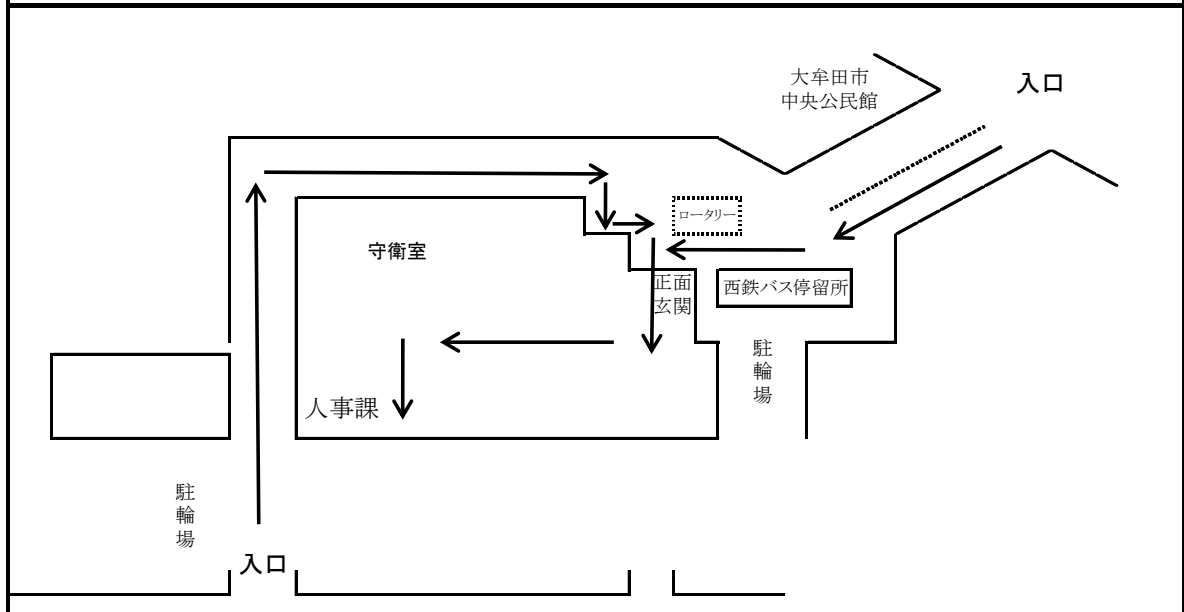 大牟田市
中央公民館
入口
ロータリー
守衛室
正面
玄関
西鉄バス停留所
駐輪場
人事課
駐輪場
入口